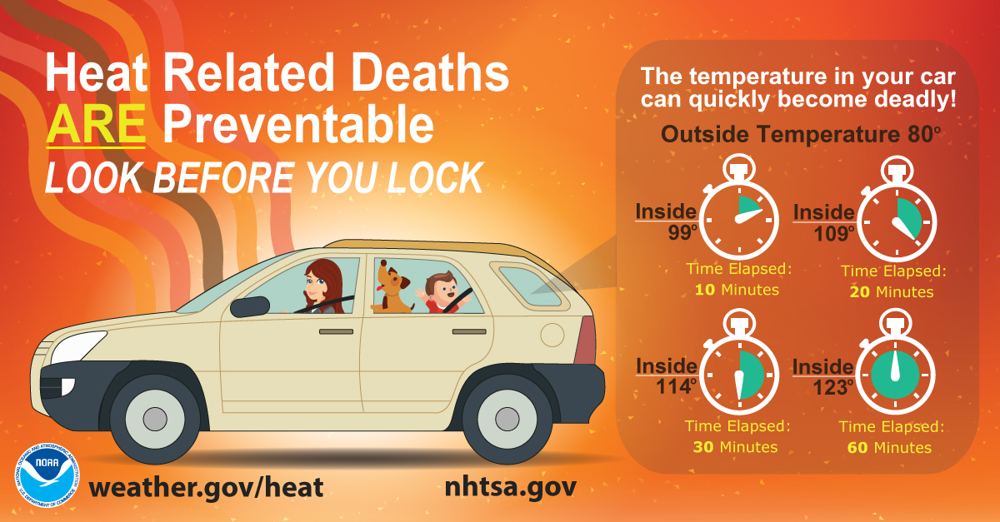 Heat Related Deaths
ARE Preventable
LOOK BEFORE YOU LOCK
The temperature in your car
can quickly become deadly!
Outside Temperature 80°
Inside
99°
Time Elapsed:
10 Minutes
Inside
109°
Time Elapsed:
20 Minutes
Inside
114°
Time Elapsed:
30 Minutes
Inside
123°
Time Elapsed:
60 Minutes
NATIONAL OCEANIC AND ATMOSPHERIC ADMINISTRATION
NOAA
U.S. DEPARTMENT OF COMMERCE
weather.gov/heat
nhtsa.gov